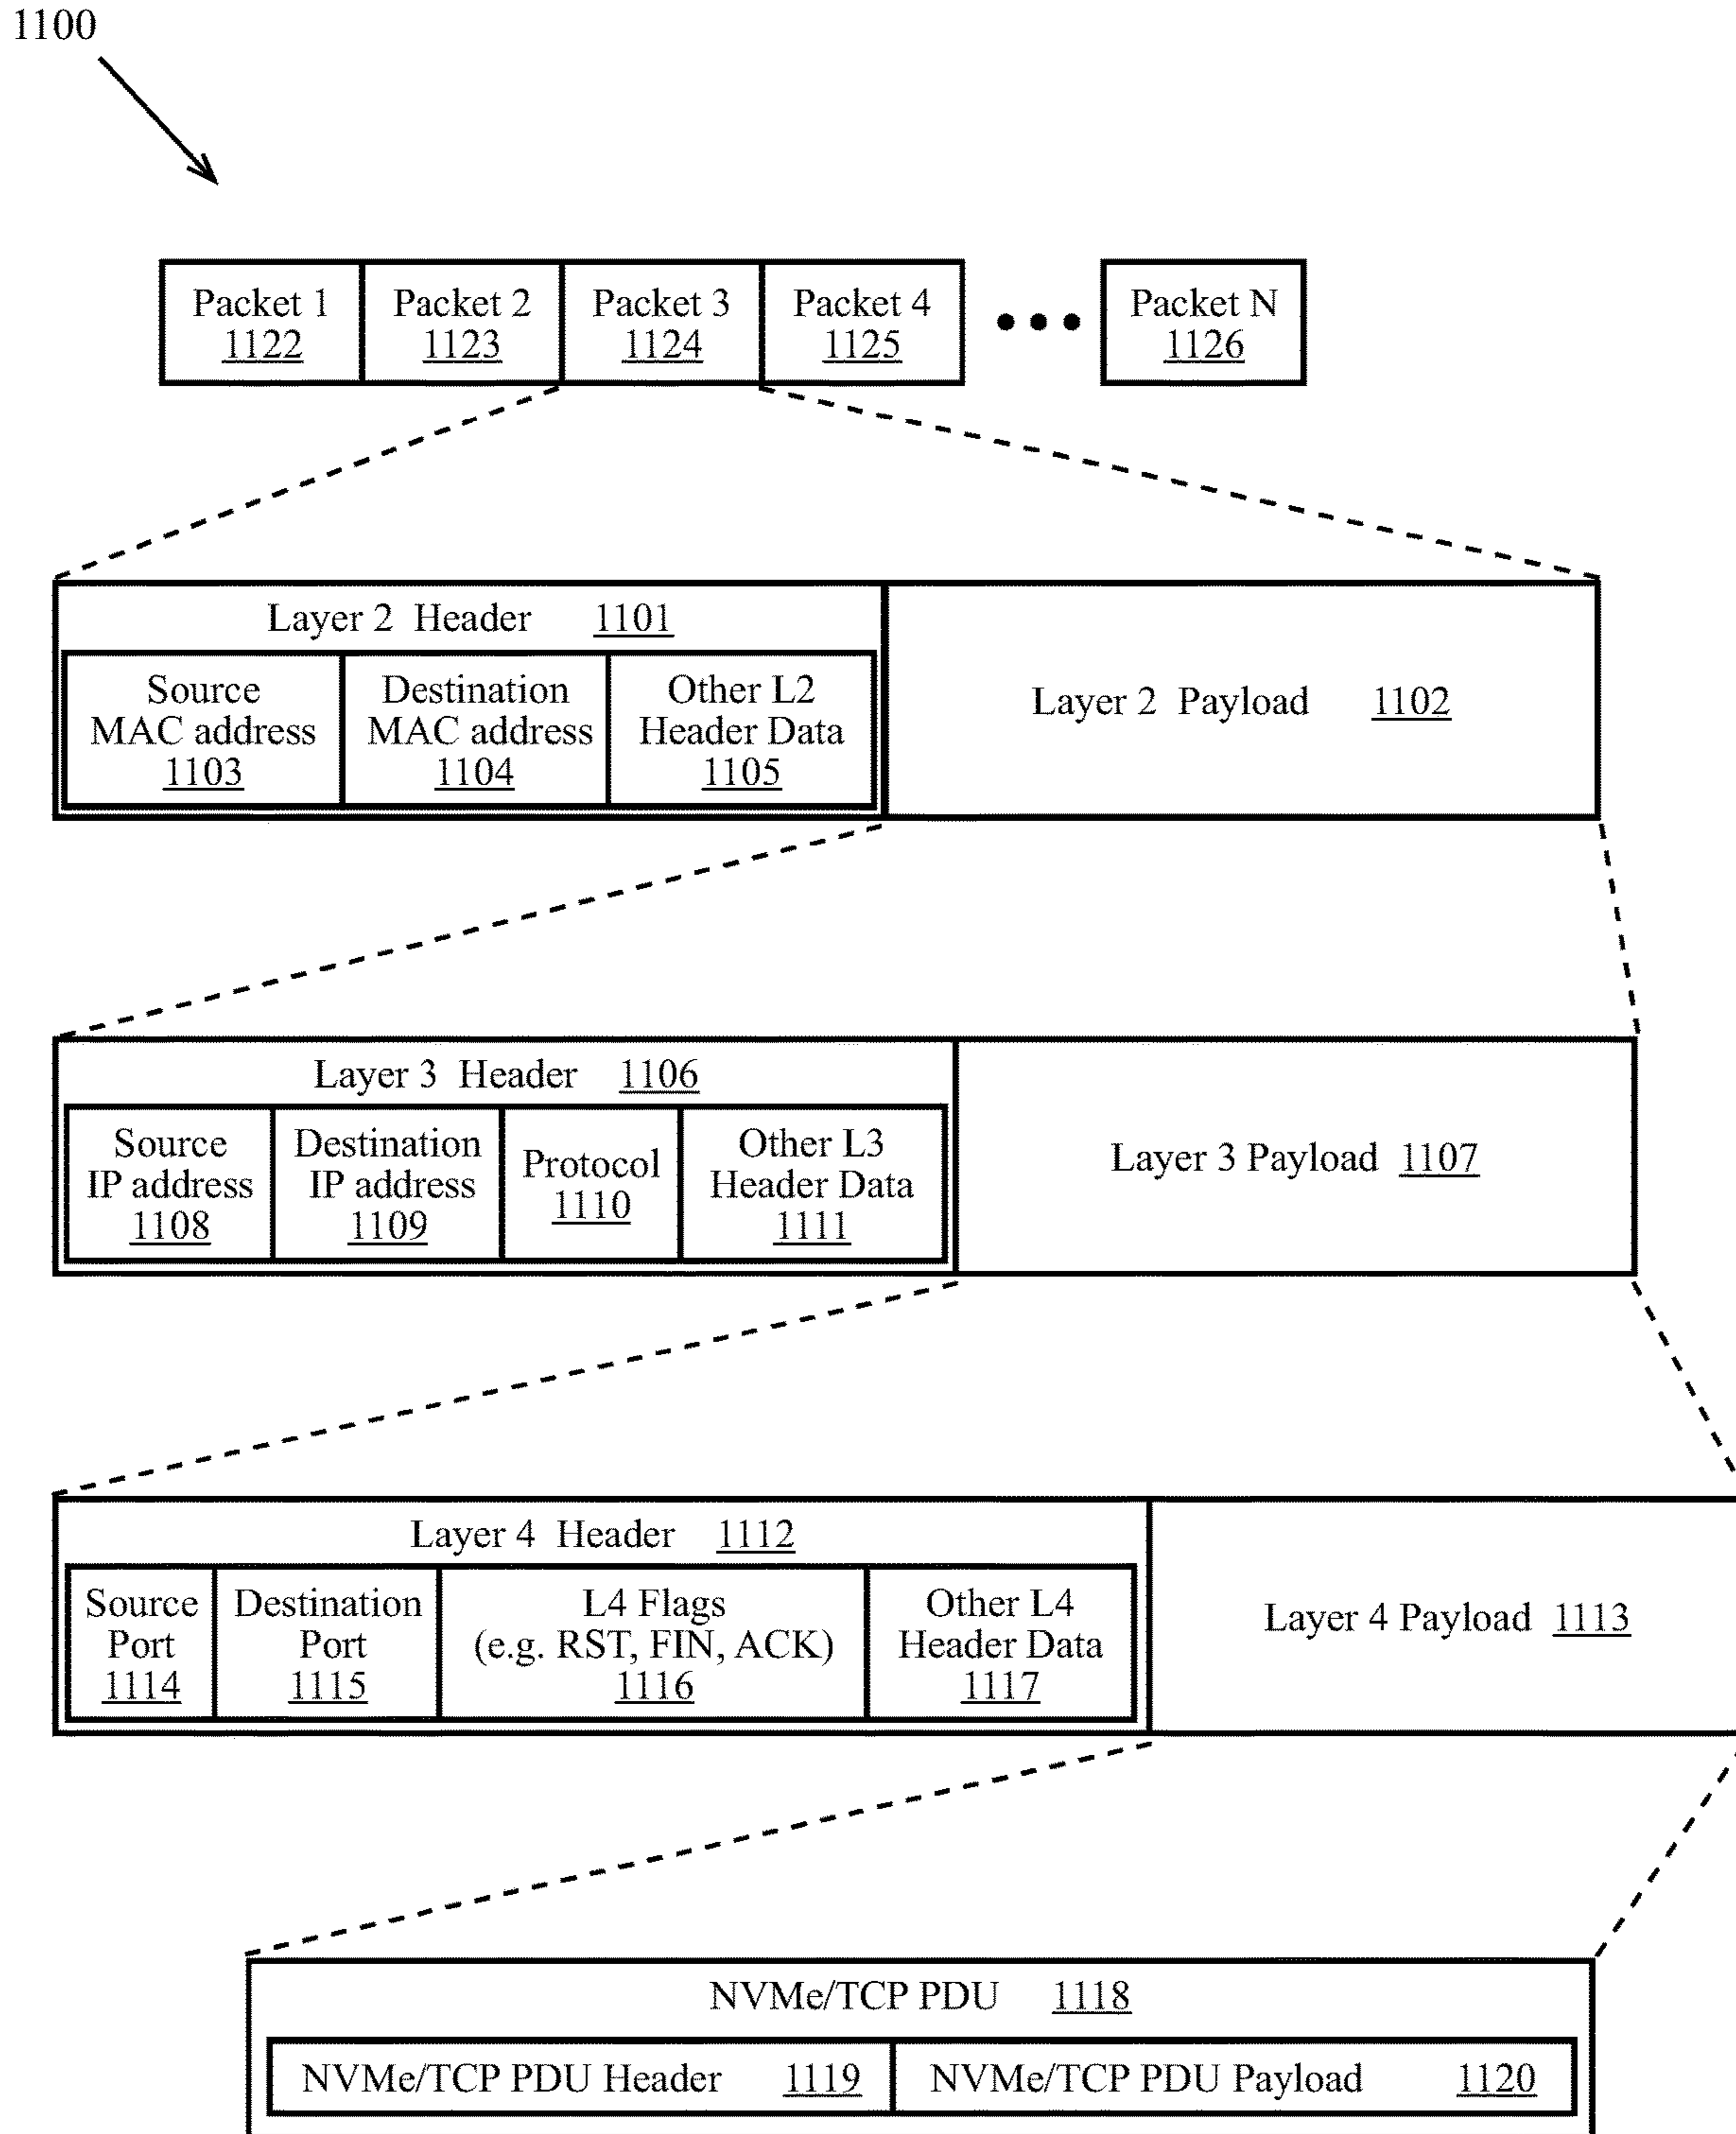 1100
Packet 1 Packet 2 Packet 3 Packet 4 Packet N
1122 1123 1124 1125 ••• 1126
Layer 2 Header 1101
Source Destination Other L2
MAC address MAC address Header Data
1103 1104 1105
Layer 2 Payload 1102
Layer 3 Header 1106
Source Destination Protocol Other L3
IP address IP address 1110 Header Data
1108 1109 1111
Layer 3 Payload 1107
Layer 4 Header 1112
Source Destination L4 Flags Other L4
Port Port (e.g. RST, FIN, ACK) Header Data
1114 1115 1116 1117
Layer 4 Payload 1113
NVMe/TCP PDU 1118
NVMe/TCP PDU Header 1119 NVMe/TCP PDU Payload 1120